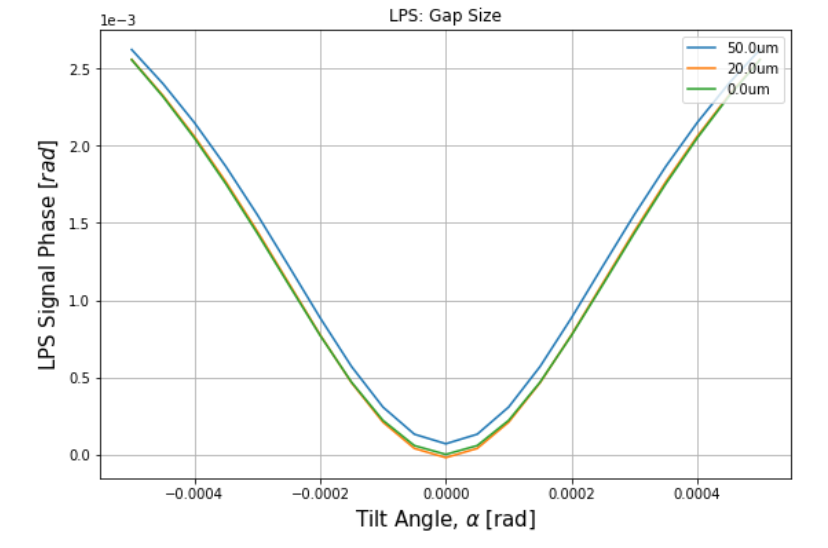 LPS: Gap Size
1e−3
50.0um
20.0um
0.0um
2.5
2.0
1.5
1.0
0.5
0.0
LPS Signal Phase [rad]
−0.0004 −0.0002 0.0000 0.0002 0.0004
Tilt Angle, α [rad]